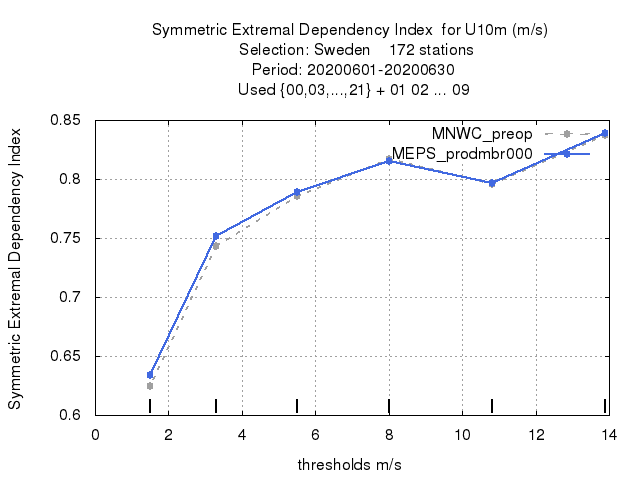 Symmetric Extremal Dependency Index for U10m (m/s)
Selection: Sweden 172 stations
Period: 20200601-20200630
Used {00,03,...,21} + 01 02 ... 09
Symmetric Extremal Dependency Index
0.85
0.8
0.75
0.7
0.65
0.6
MNWC_preop
MEPS_prodmbr000
0 2 4 6 8 10 12 14
thresholds m/s